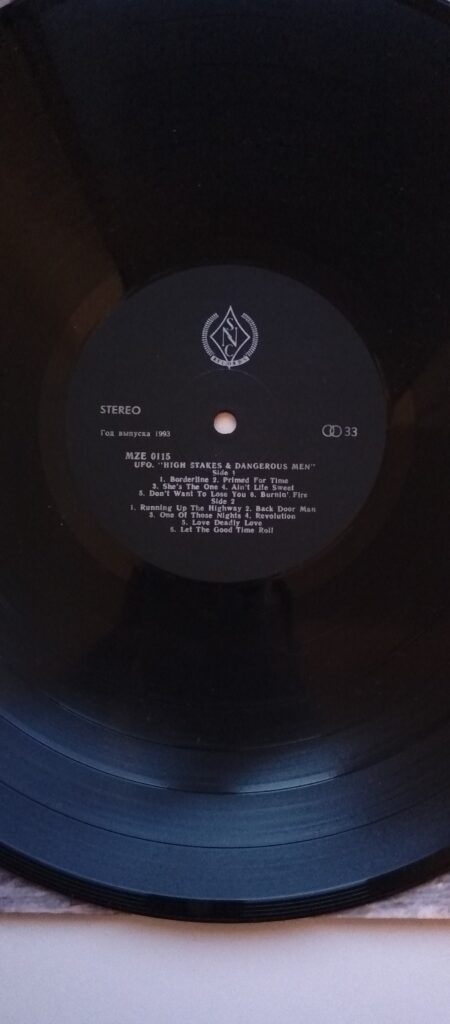 SNC
RECORDS
STEREO
Год выпуска 1993
33
MZE 0115
UFO. "HIGH STAKES & DANGEROUS MEN"
Side 1
1. Borderline 2. Primed For Time
3. She's The One 4. Ain't Life Sweet
5. Don't Want To Lose You 6. Burnin' Fire
Side 2
1. Running Up The Highway 2. Back Door Man
3. One Of Those Nights 4. Revolution
5. Love Deadly Love
6. Let The Good Time Roll